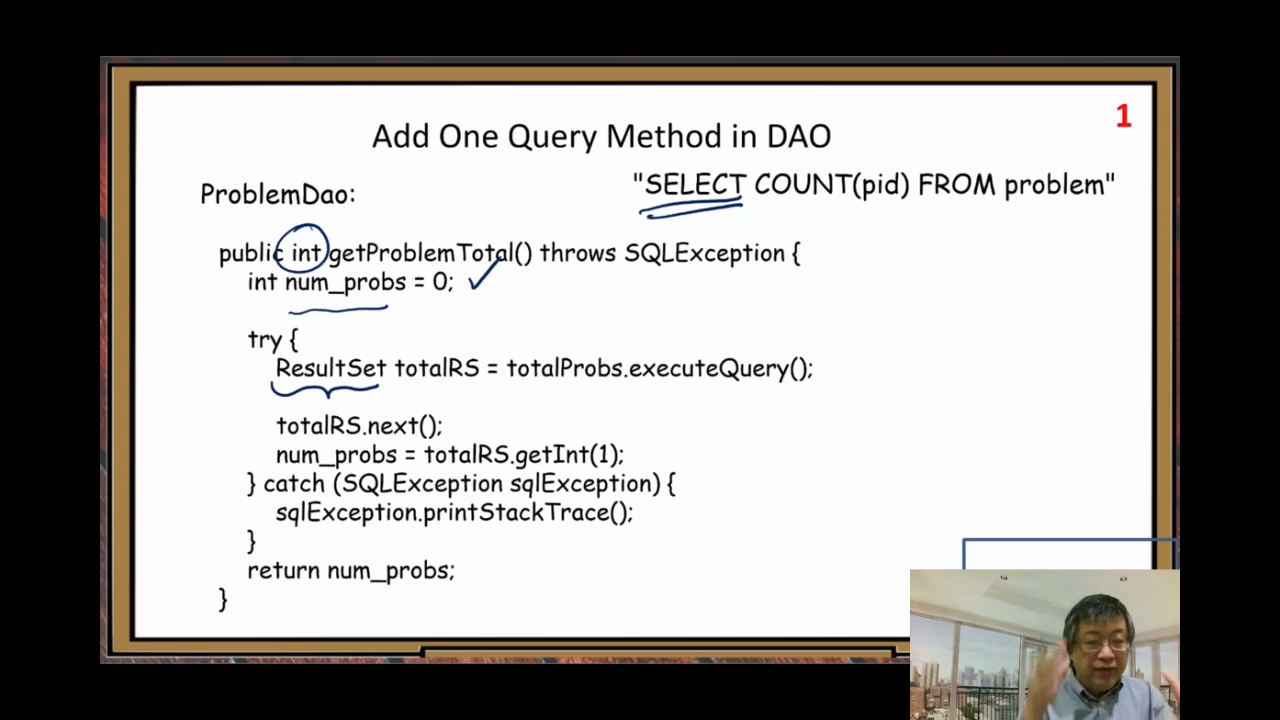 1
Add One Query Method in DAO
"SELECT COUNT(pid) FROM problem"
ProblemDao:
public int getProblemTotal() throws SQLException {
int num_probs = 0;
try {
ResultSet totalRS = totalProbs.executeQuery();
totalRS.next();
num_probs = totalRS.getInt(1);
} catch (SQLException sqlException) {
sqlException.printStackTrace();
}
return num_probs;
}